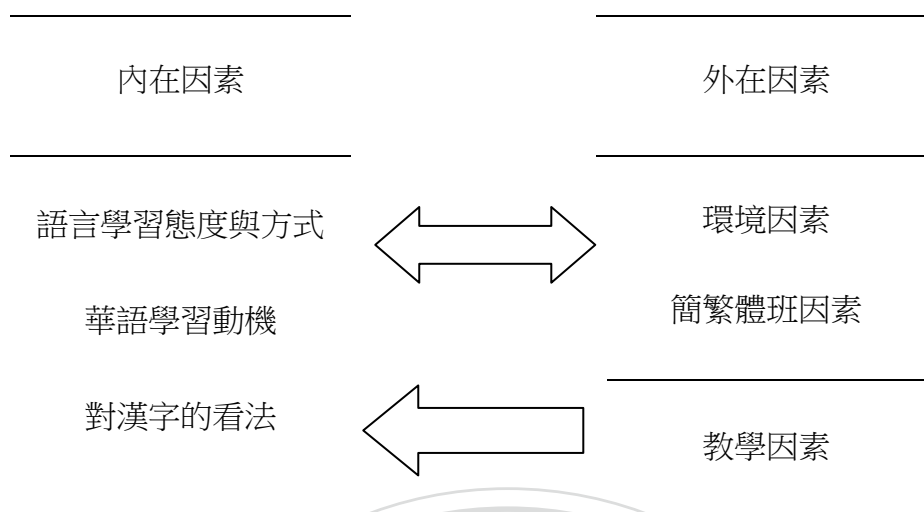 內在因素
外在因素
語言學習態度與方式
華語學習動機
對漢字的看法
環境因素
簡繁體班因素
教學因素